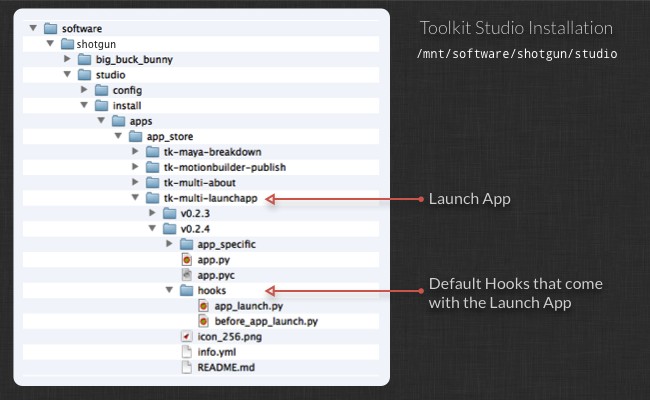 software
shotgun
big_buck_bunny
studio
config
install
apps
app_store
tk-maya-breakdown
tk-motionbuilder-publish
tk-multi-about
tk-multi-launchapp
v0.2.3
v0.2.4
app_specific
app.py
app.pyc
hooks
app_launch.py
before_app_launch.py
icon_256.png
info.yml
README.md
Toolkit Studio Installation
/mnt/software/shotgun/studio
Launch App
Default Hooks that come
with the Launch App